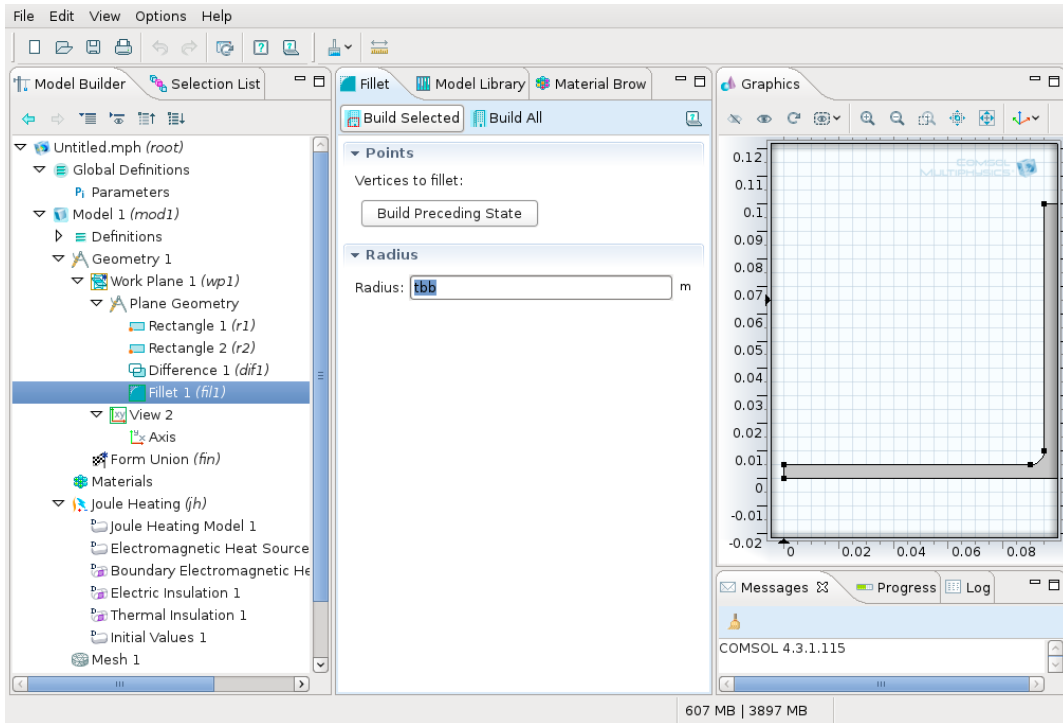 File Edit View Options Help
Model Builder
Selection List
Untitled.mph (root)
Global Definitions
Pi Parameters
Model 1 (mod1)
Definitions
Geometry 1
Work Plane 1 (wp1)
Plane Geometry
Rectangle 1 (r1)
Rectangle 2 (r2)
Difference 1 (dif1)
Fillet 1 (fil1)
xy View 2
y x Axis
Form Union (fin)
Materials
Joule Heating (jh)
D Joule Heating Model 1
D Electromagnetic Heat Source
D Boundary Electromagnetic He
D Electric Insulation 1
D Thermal Insulation 1
D Initial Values 1
Mesh 1
Fillet
Model Library
Material Brow
Build Selected
Build All
Points
Vertices to fillet:
Build Preceding State
Radius
Radius: tbb m
Graphics
COMSOL
MULTIPHYSICS
0.12
0.11
0.1
0.09
0.08
0.07
0.06
0.05
0.04
0.03
0.02
0.01
0
-0.01
-0.02
0 0.02 0.04 0.06 0.08
Messages
Progress
Log
COMSOL 4.3.1.115
607 MB | 3897 MB